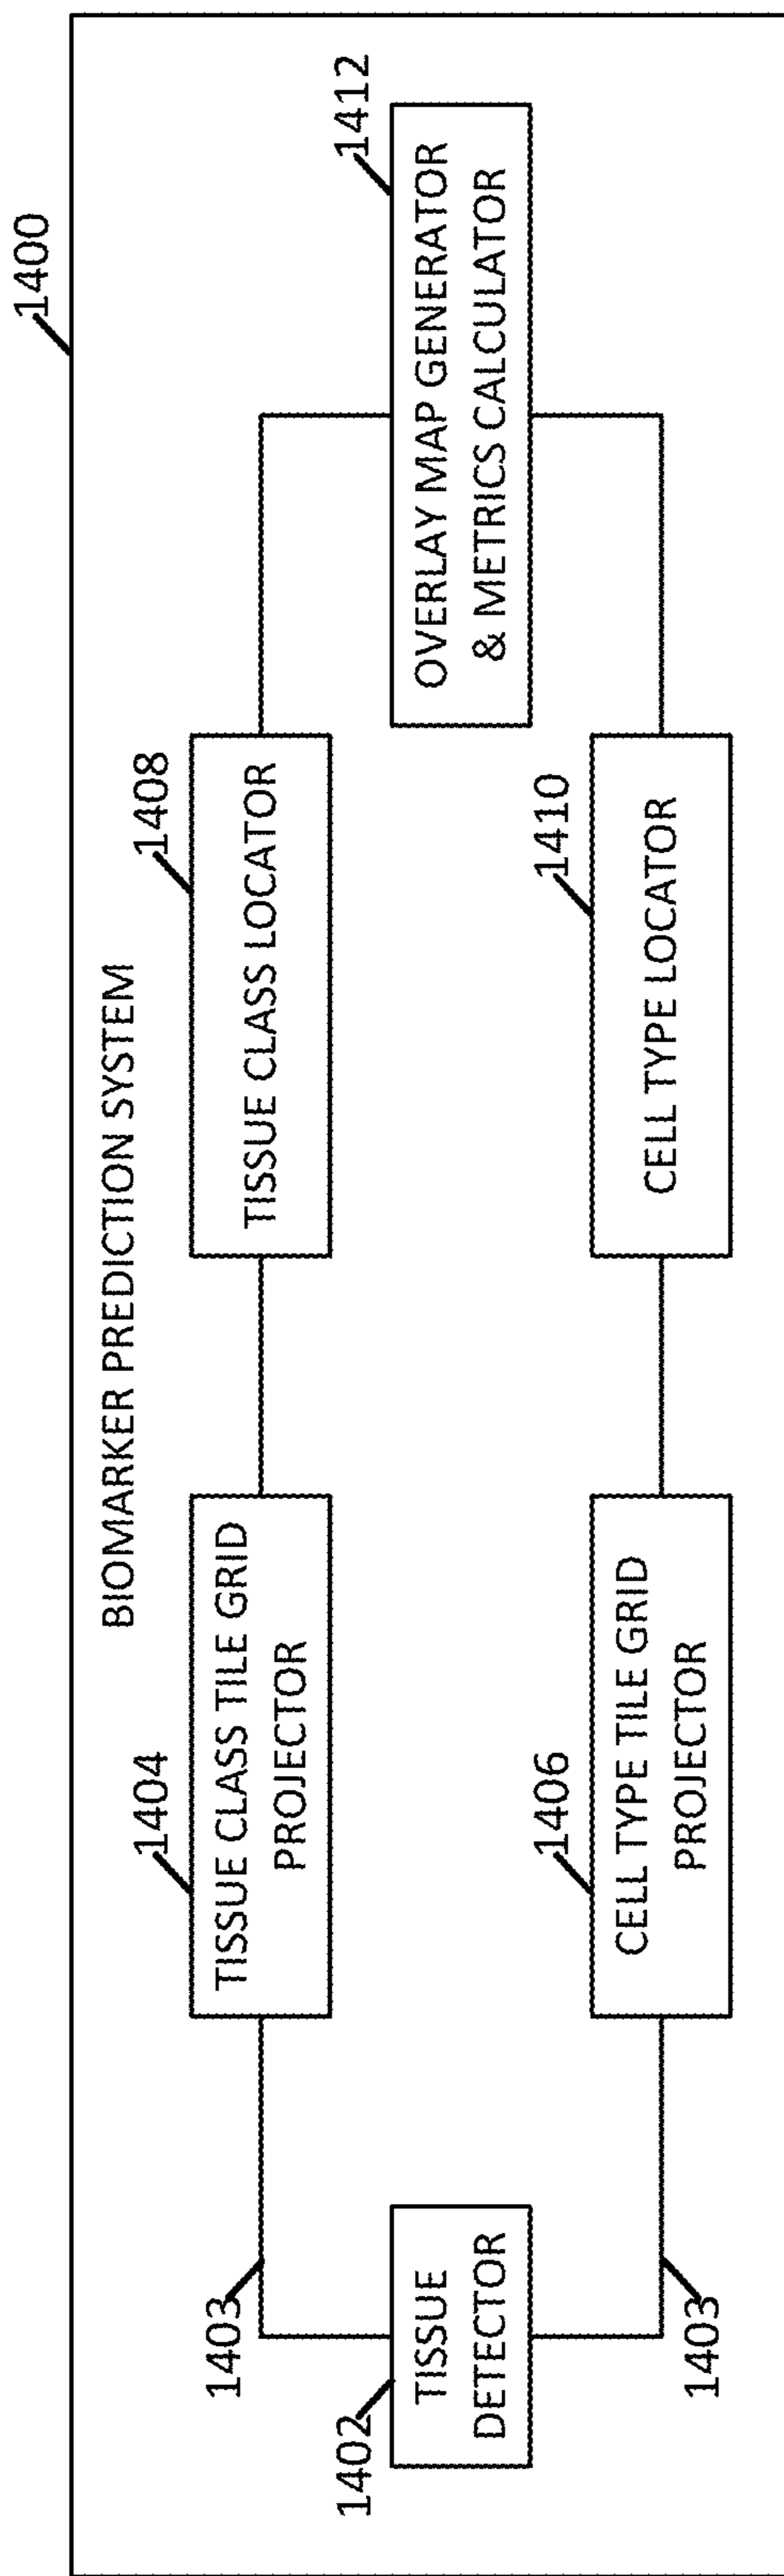 1400
BIOMARKER PREDICTION SYSTEM
1404
TISSUE CLASS TILE GRID
PROJECTOR
1408
TISSUE CLASS LOCATOR
1403
1402
TISSUE
DETECTOR
1412
OVERLAY MAP GENERATOR
& METRICS CALCULATOR
1406
CELL TYPE TILE GRID
PROJECTOR
1410
CELL TYPE LOCATOR
1403